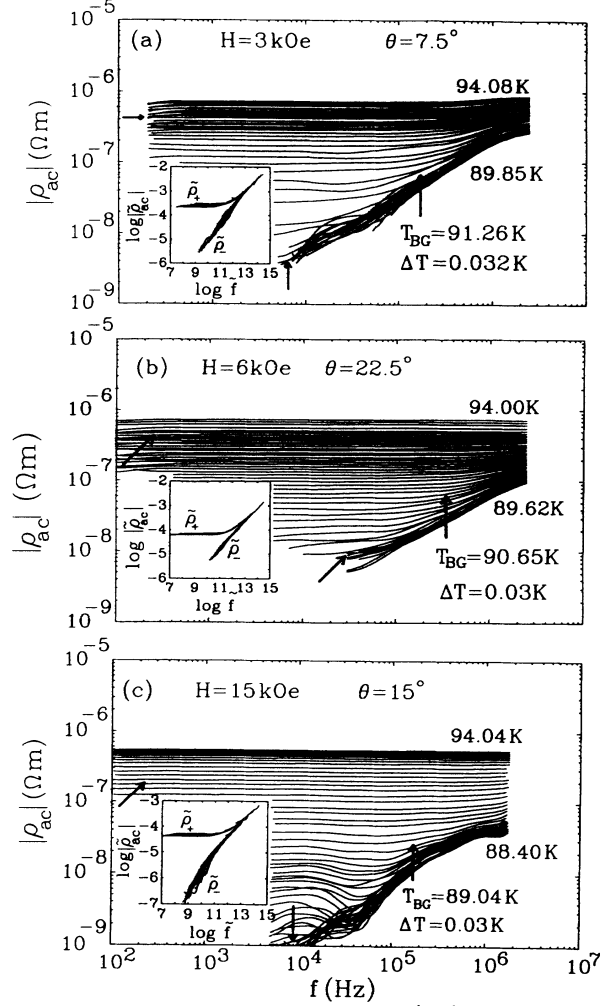 (a) H=3kOe θ=7.5°
10⁻⁵
10⁻⁶
10⁻⁷
10⁻⁸
10⁻⁹
|ρac| (Ωm)
94.08K
89.85K
T_BG=91.26K
ΔT=0.032K
-2
-3
-4
-5
-6
log|ρ̃ac|
ρ̃₊
ρ̃₋
7 9 11 13 15
log f̃
(b) H=6kOe θ=22.5°
10⁻⁵
10⁻⁶
10⁻⁷
10⁻⁸
10⁻⁹
|ρac| (Ωm)
94.00K
89.62K
T_BG=90.65K
ΔT=0.03K
-2
-3
-4
-5
-6
log |ρ̃ac|
ρ̃₊
ρ̃₋
7 9 11 13 15
log f̃
(c) H=15kOe θ=15°
10⁻⁵
10⁻⁶
10⁻⁷
10⁻⁸
10⁻⁹
|ρac| (Ωm)
94.04K
88.40K
T_BG=89.04K
ΔT=0.03K
-3
-4
-5
-6
-7
log|ρ̃ac|
ρ̃₊
ρ̃₋
7 9 11 13 15
log f̃
10² 10³ 10⁴ 10⁵ 10⁶ 10⁷
f (Hz)